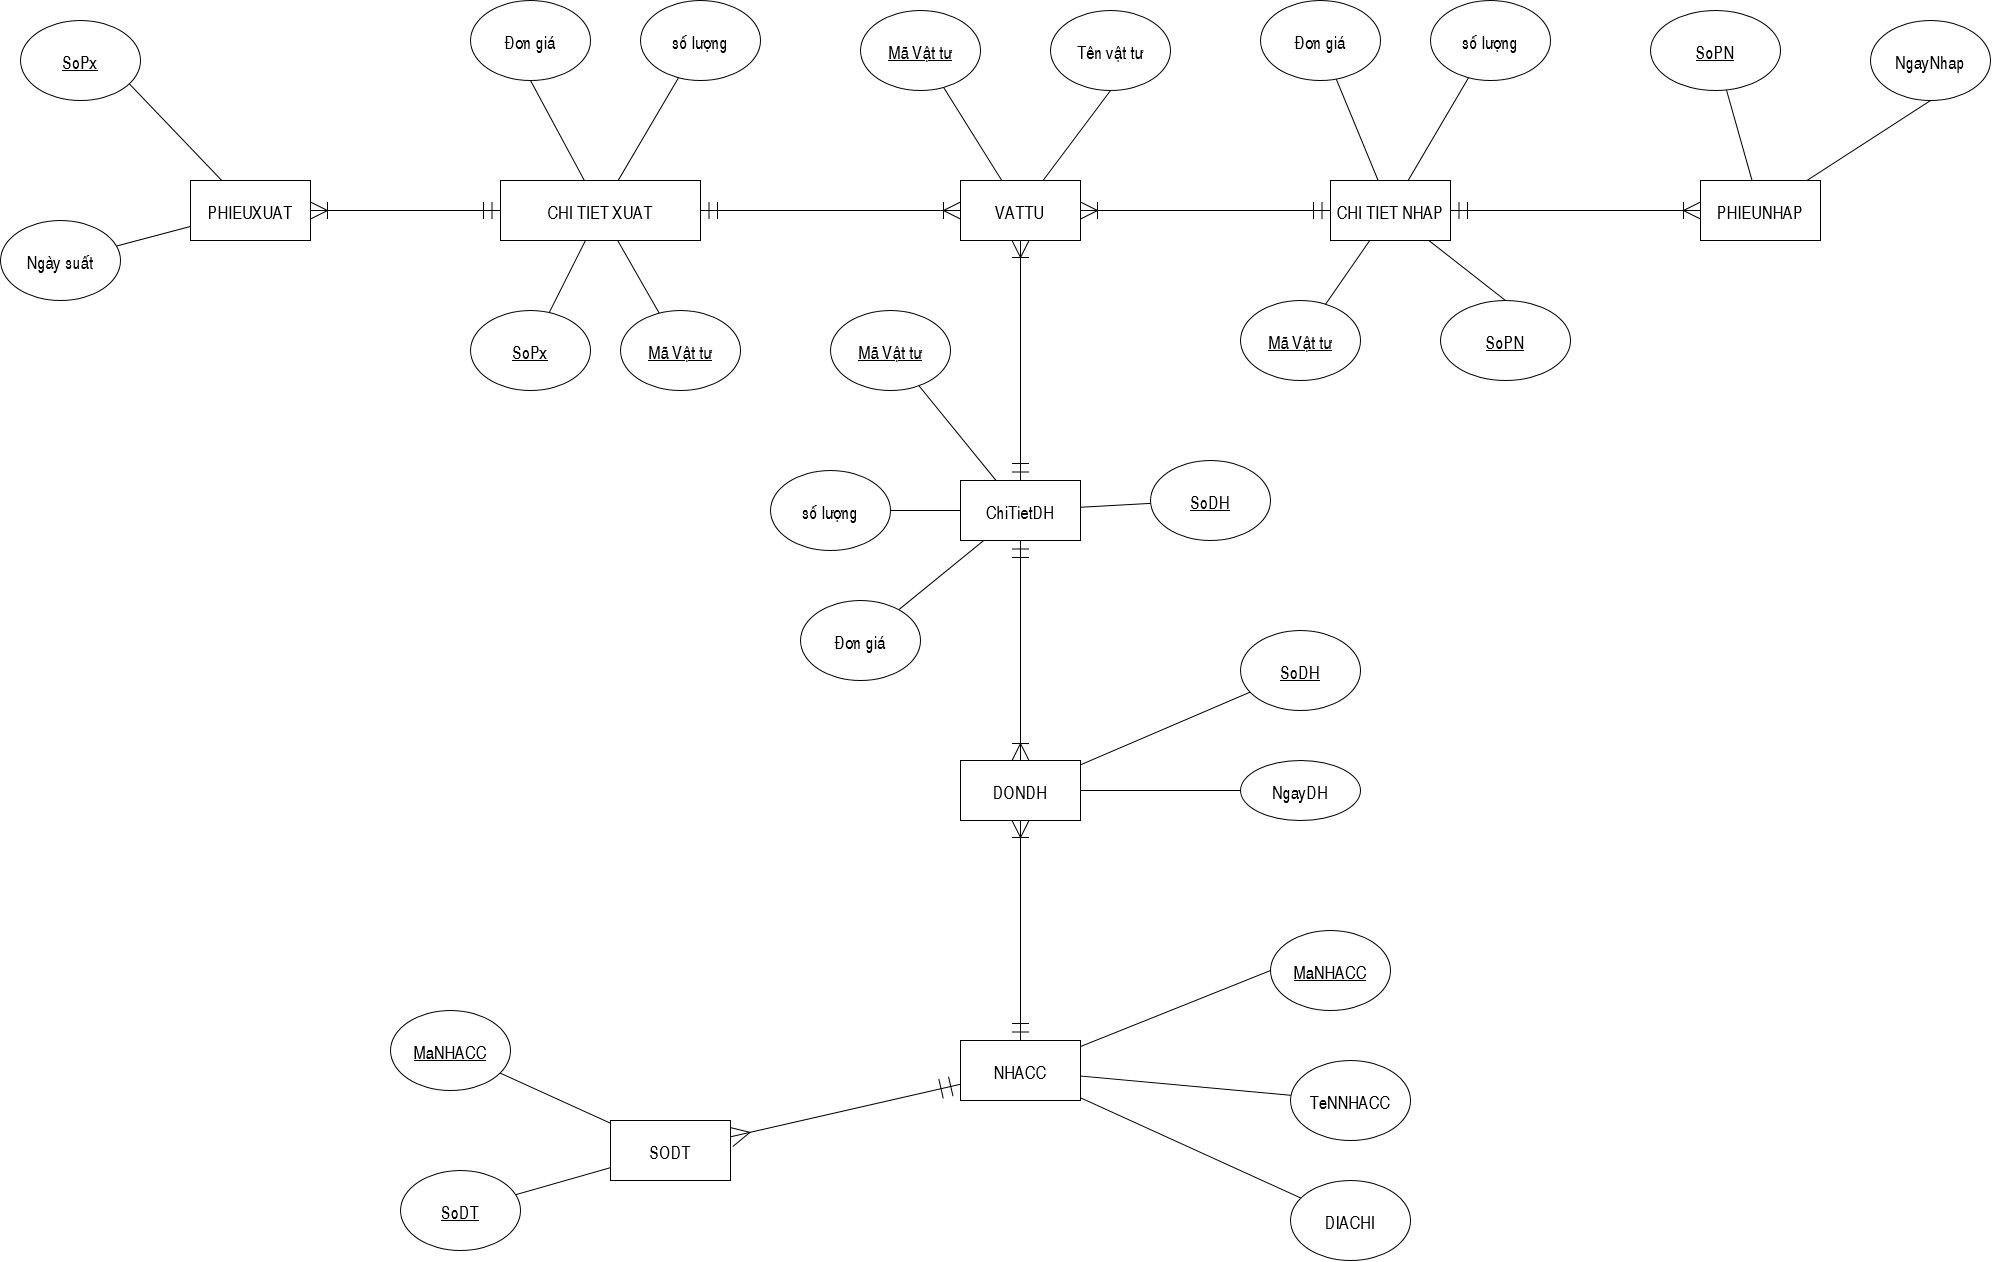 SoPx
Đơn giá
số lượng
Mã Vật tư
Tên vật tư
Đơn giá
số lượng
SoPN
NgayNhap
PHIEUXUAT
CHI TIET XUAT
VATTU
CHI TIET NHAP
PHIEUNHAP
Ngày suất
SoPx
Mã Vật tư
Mã Vật tư
Mã Vật tư
SoPN
số lượng
ChiTietDH
SoDH
Đơn giá
SoDH
DONDH
NgayDH
MaNHACC
MaNHACC
NHACC
TeNNHACC
SODT
SoDT
DIACHI